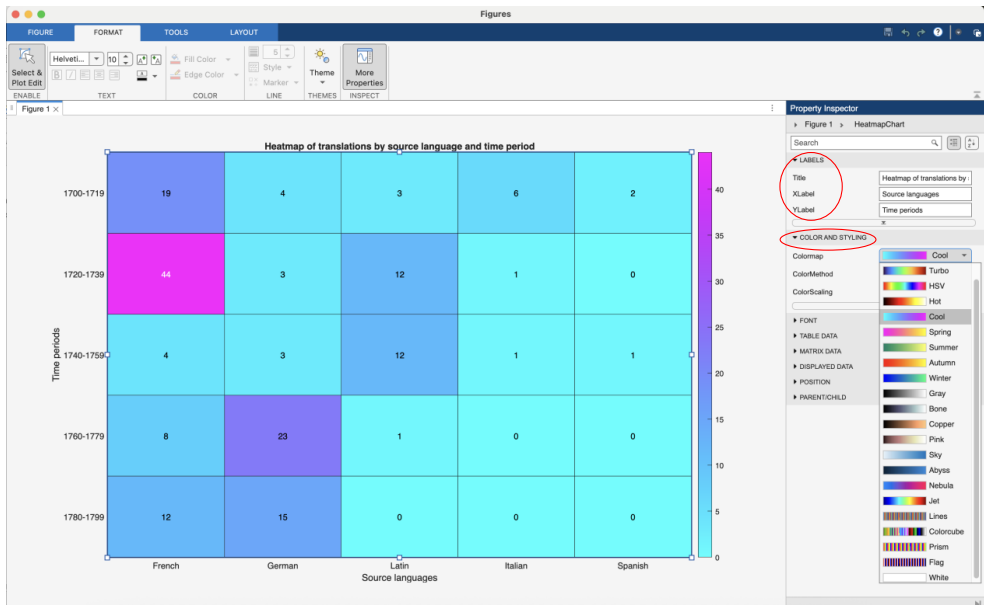 Figures
FIGURE FORMAT TOOLS LAYOUT
Select & Plot Edit
ENABLE
Helveti... 10 A A
B I
TEXT
Fill Color
Edge Color
COLOR
5
Style
Marker
LINE
Theme
THEMES
More Properties
INSPECT
Figure 1 ×
Heatmap of translations by source language and time period
1700-1719 19 4 3 6 2
1720-1739 44 3 12 1 0
1740-1759 4 3 12 1 1
1760-1779 8 23 1 0 0
1780-1799 12 15 0 0 0
French German Latin Italian Spanish
Source languages
Time periods
40
35
30
25
20
15
10
5
0
Property Inspector
Figure 1 HeatmapChart
Search
LABELS
Title Heatmap of translations by
XLabel Source languages
YLabel Time periods
COLOR AND STYLING
Colormap Cool
ColorMethod
ColorScaling
FONT
TABLE DATA
MATRIX DATA
DISPLAYED DATA
POSITION
PARENT/CHILD
Turbo
HSV
Hot
Cool
Spring
Summer
Autumn
Winter
Gray
Bone
Copper
Pink
Sky
Abyss
Nebula
Jet
Lines
Colorcube
Prism
Flag
White